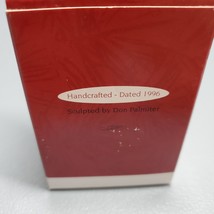 Handcrafted - Dated 1996
Sculpted by Don Palmiter